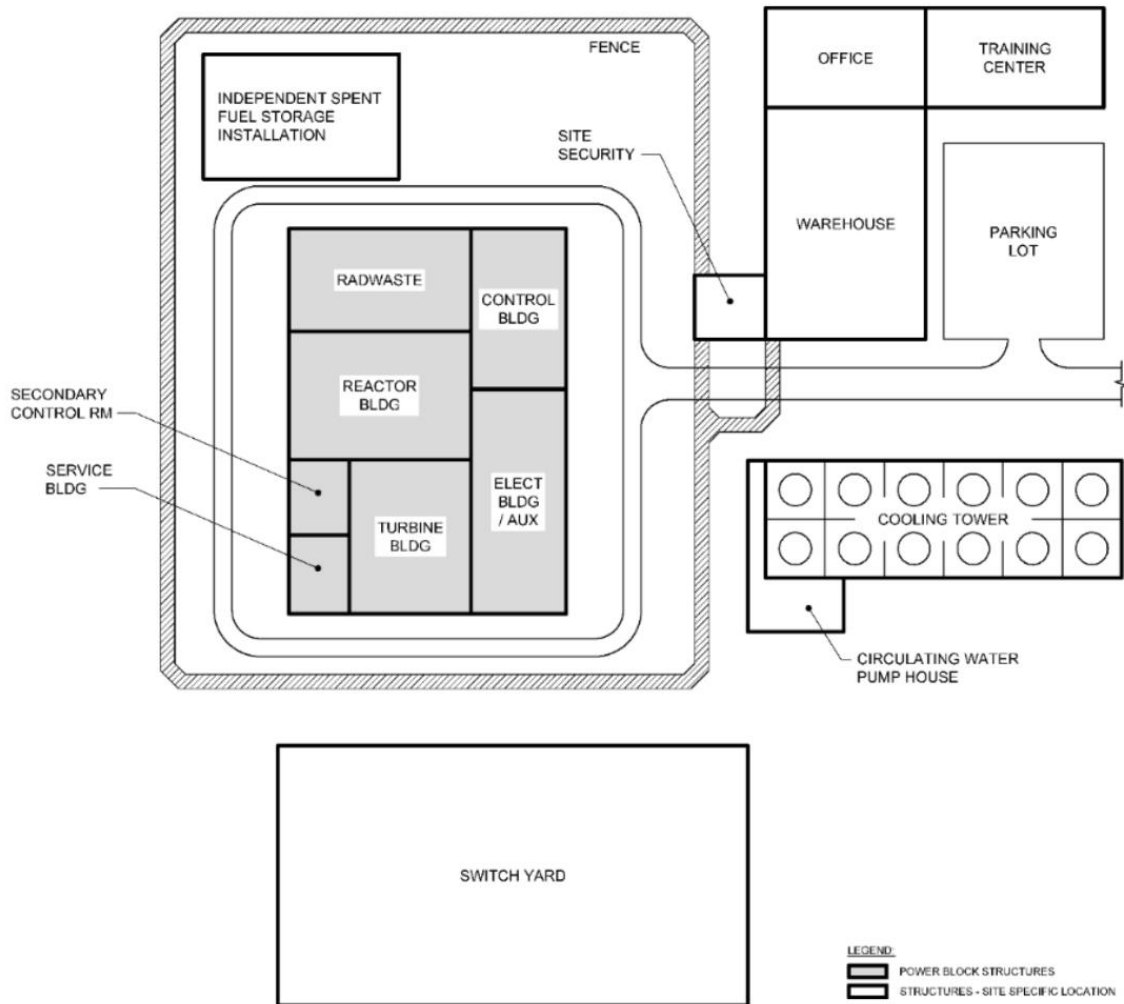 FENCE
OFFICE
TRAINING
CENTER
INDEPENDENT SPENT
FUEL STORAGE
INSTALLATION
SITE
SECURITY
WAREHOUSE
PARKING
LOT
RADWASTE
CONTROL
BLDG
REACTOR
BLDG
SECONDARY
CONTROL RM
SERVICE
BLDG
ELECT
BLDG
/ AUX
TURBINE
BLDG
COOLING TOWER
CIRCULATING WATER
PUMP HOUSE
SWITCH YARD
LEGEND:
POWER BLOCK STRUCTURES
STRUCTURES - SITE SPECIFIC LOCATION